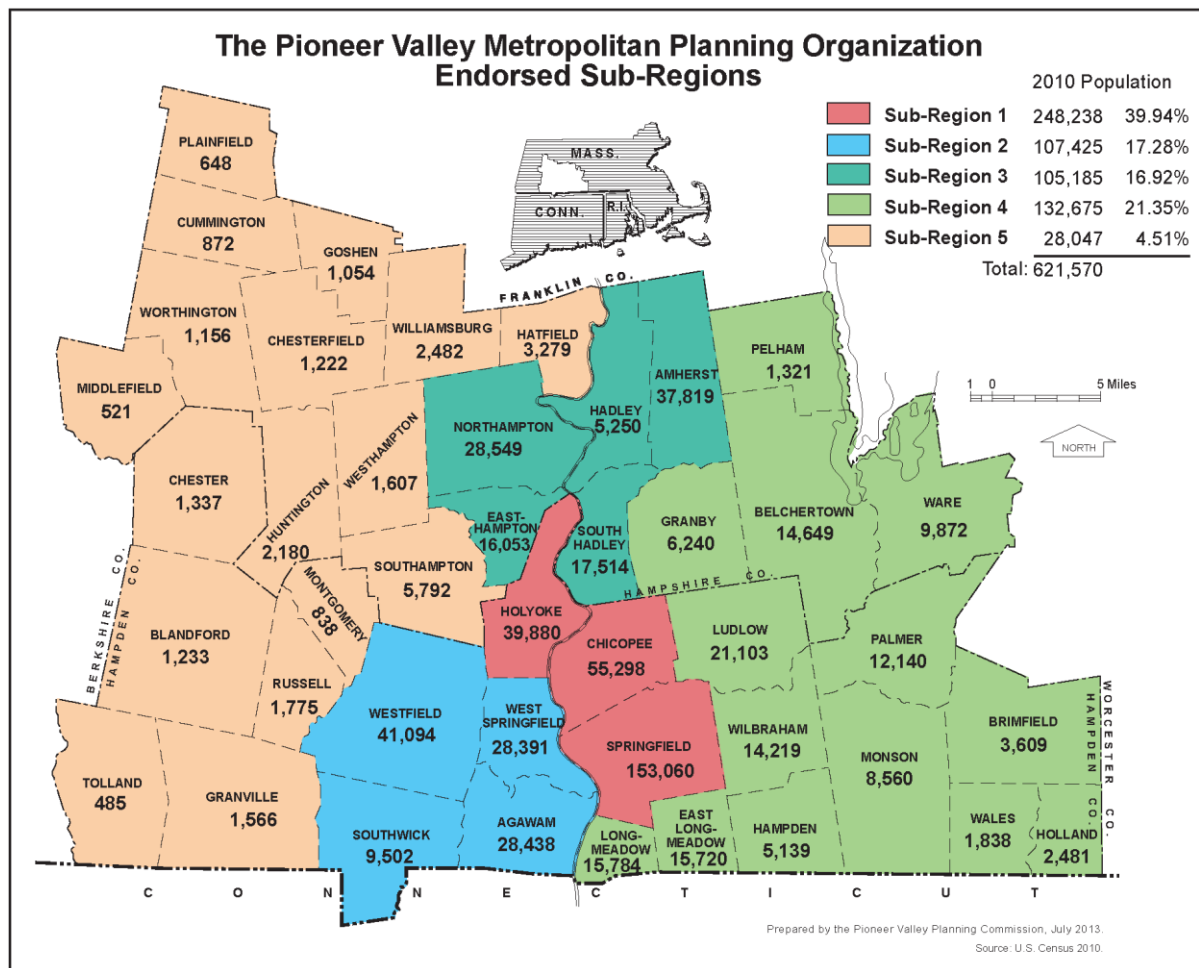 The Pioneer Valley Metropolitan Planning Organization
Endorsed Sub-Regions
2010 Population
Sub-Region 1 248,238 39.94%
Sub-Region 2 107,425 17.28%
Sub-Region 3 105,185 16.92%
Sub-Region 4 132,675 21.35%
Sub-Region 5 28,047 4.51%
Total: 621,570
MASS.
CONN.
R.I.
PLAINFIELD
648
CUMMINGTON
872
GOSHEN
1,054
WORTHINGTON
1,156
CHESTERFIELD
1,222
WILLIAMSBURG
2,482
FRANKLIN CO.
HATFIELD
3,279
MIDDLEFIELD
521
NORTHAMPTON
28,549
HADLEY
5,250
AMHERST
37,819
PELHAM
1,321
1 0 5 Miles
NORTH
CHESTER
1,337
HUNTINGTON
2,180
WESTHAMPTON
1,607
EAST-
HAMPTON
16,053
SOUTH
HADLEY
17,514
GRANBY
6,240
BELCHERTOWN
14,649
WARE
9,872
SOUTHAMPTON
5,792
MONTGOMERY
838
HAMPSHIRE CO.
BERKSHIRE CO.
HAMPDEN CO.
BLANDFORD
1,233
HOLYOKE
39,880
CHICOPEE
55,298
LUDLOW
21,103
PALMER
12,140
RUSSELL
1,775
WESTFIELD
41,094
WEST
SPRINGFIELD
28,391
SPRINGFIELD
153,060
WILBRAHAM
14,219
MONSON
8,560
BRIMFIELD
3,609
HAMPDEN CO.
WORCESTER CO.
TOLLAND
485
GRANVILLE
1,566
SOUTHWICK
9,502
AGAWAM
28,438
LONG-
MEADOW
15,784
EAST
LONG-
MEADOW
15,720
HAMPDEN
5,139
WALES
1,838
HOLLAND
2,481
CONNECTICUT
Prepared by the Pioneer Valley Planning Commission, July 2013.
Source: U.S. Census 2010.